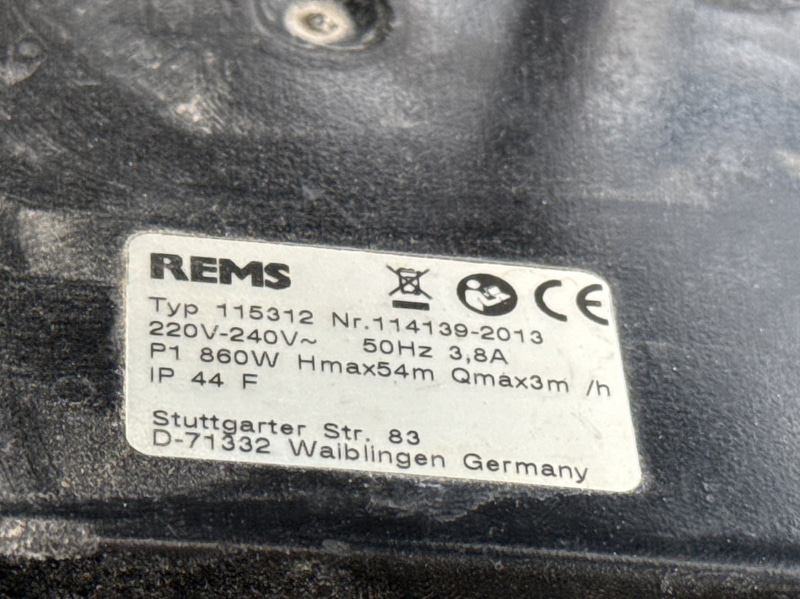 REMS CE
Typ 115312 Nr.114139-2013
220V-240V~ 50Hz 3,8A
P1 860W Hmax54m Qmax3m /h
IP 44 F
Stuttgarter Str. 83
D-71332 Waiblingen Germany